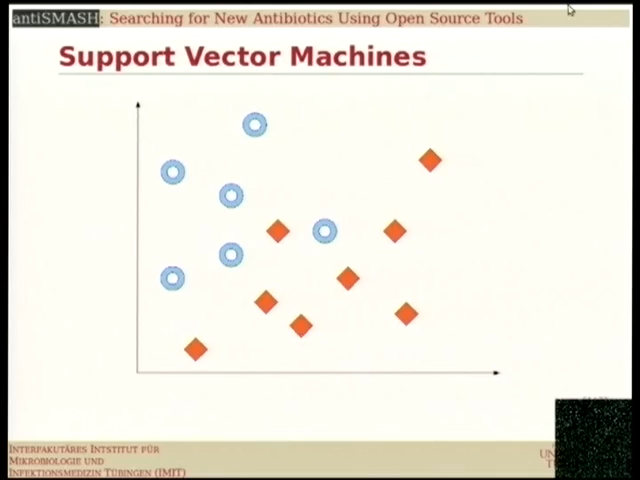 antiSMASH: Searching for New Antibiotics Using Open Source Tools
Support Vector Machines
INTERFAKUTÄRES INTSTITUT FÜR
MIKROBIOLOGIE UND
INFEKTIONSMEDIZIN TÜBINGEN (IMIT)